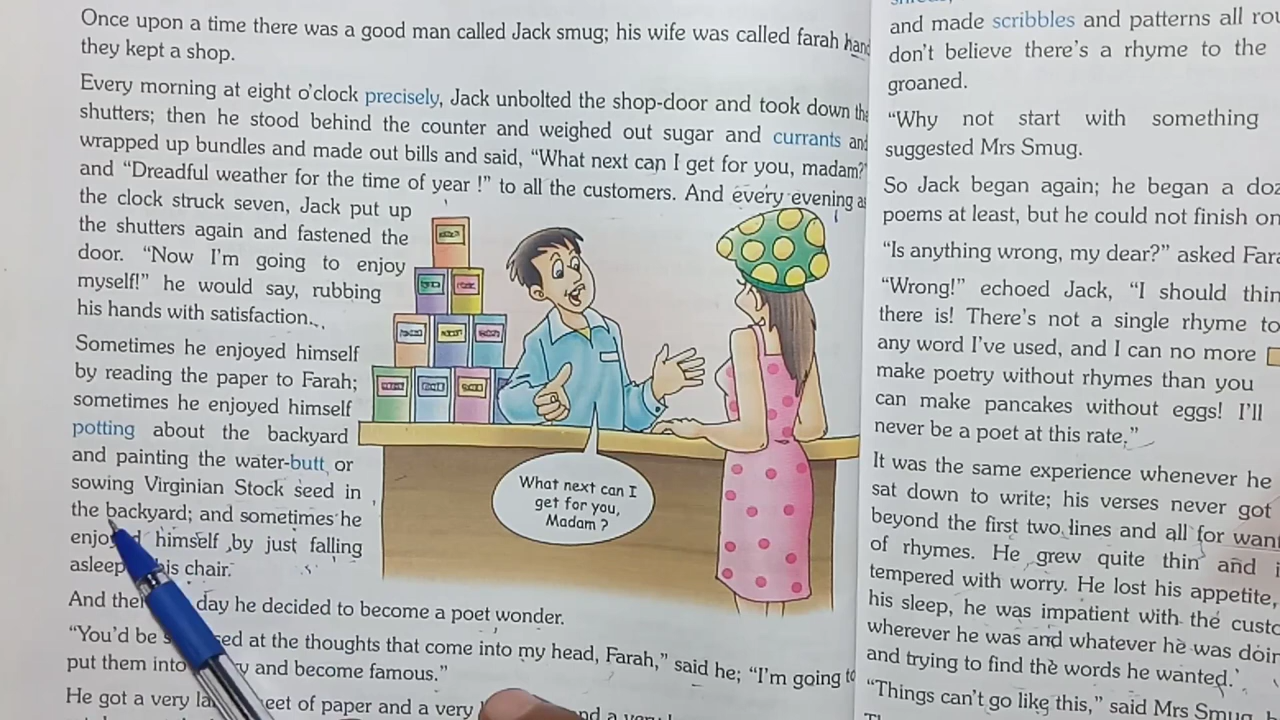 Once upon a time there was a good man called Jack smug; his wife was called farah
they kept a shop.
Every morning at eight o'clock precisely, Jack unbolted the shop-door and took down the
shutters; then he stood behind the counter and weighed out sugar and currants and
wrapped up bundles and made out bills and said, “What next can I get for you, madam?”
and “Dreadful weather for the time of year !” to all the customers. And every evening
the clock struck seven, Jack put up
the shutters again and fastened the
door. “Now I'm going to enjoy
myself!” he would say, rubbing
his hands with satisfaction.
Sometimes he enjoyed himself
by reading the paper to Farah;
sometimes he enjoyed himself
potting about the backyard
and painting the water-butt or
sowing Virginian Stock seed in
the backyard; and sometimes he
himself by just falling
asleep chair.
What next can I
get for you,
Madam ?
And day he decided to become a poet wonder.
“You'd be at the thoughts that come into my head, Farah,” said he; “I'm going to
put them into and become famous.”
He got a very of paper and a very
and made scribbles and patterns all
don't believe there's a rhyme to the
groaned.
“Why not start with something
suggested Mrs Smug.
So Jack began again; he began a
poems at least, but he could not finish
“Is anything wrong, my dear?” asked
“Wrong!” echoed Jack, “I should
there is! There's not a single rhyme to
any word I've used, and I can no more
make poetry without rhymes than you
can make pancakes without eggs! I'll
never be a poet at this rate.”
It was the same experience whenever he
sat down to write; his verses never got
beyond the first two lines and all for want
of rhymes. He grew quite thin and
tempered with worry. He lost his appetite,
his sleep, he was impatient with the
wherever he was and whatever he was
and trying to find the words he wanted.
“Things can't go like this,” said Mrs Smug